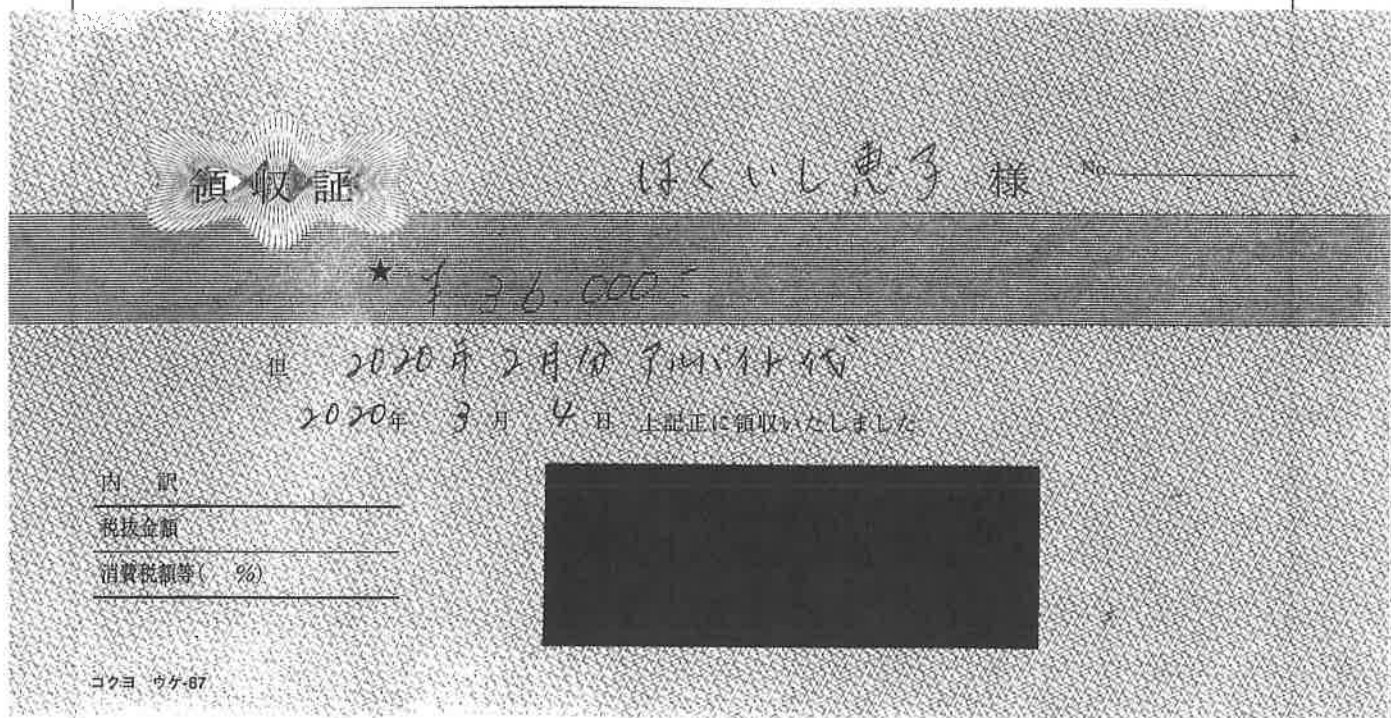 領収証
ほくいし恵子 様 No.
★ ¥36.000-
但 2020年2月分 アルバイト代
2020年 3月 4日 上記正に領収いたしました
内 訳
税抜金額
消費税額等( %)
コクヨ ウケ-67